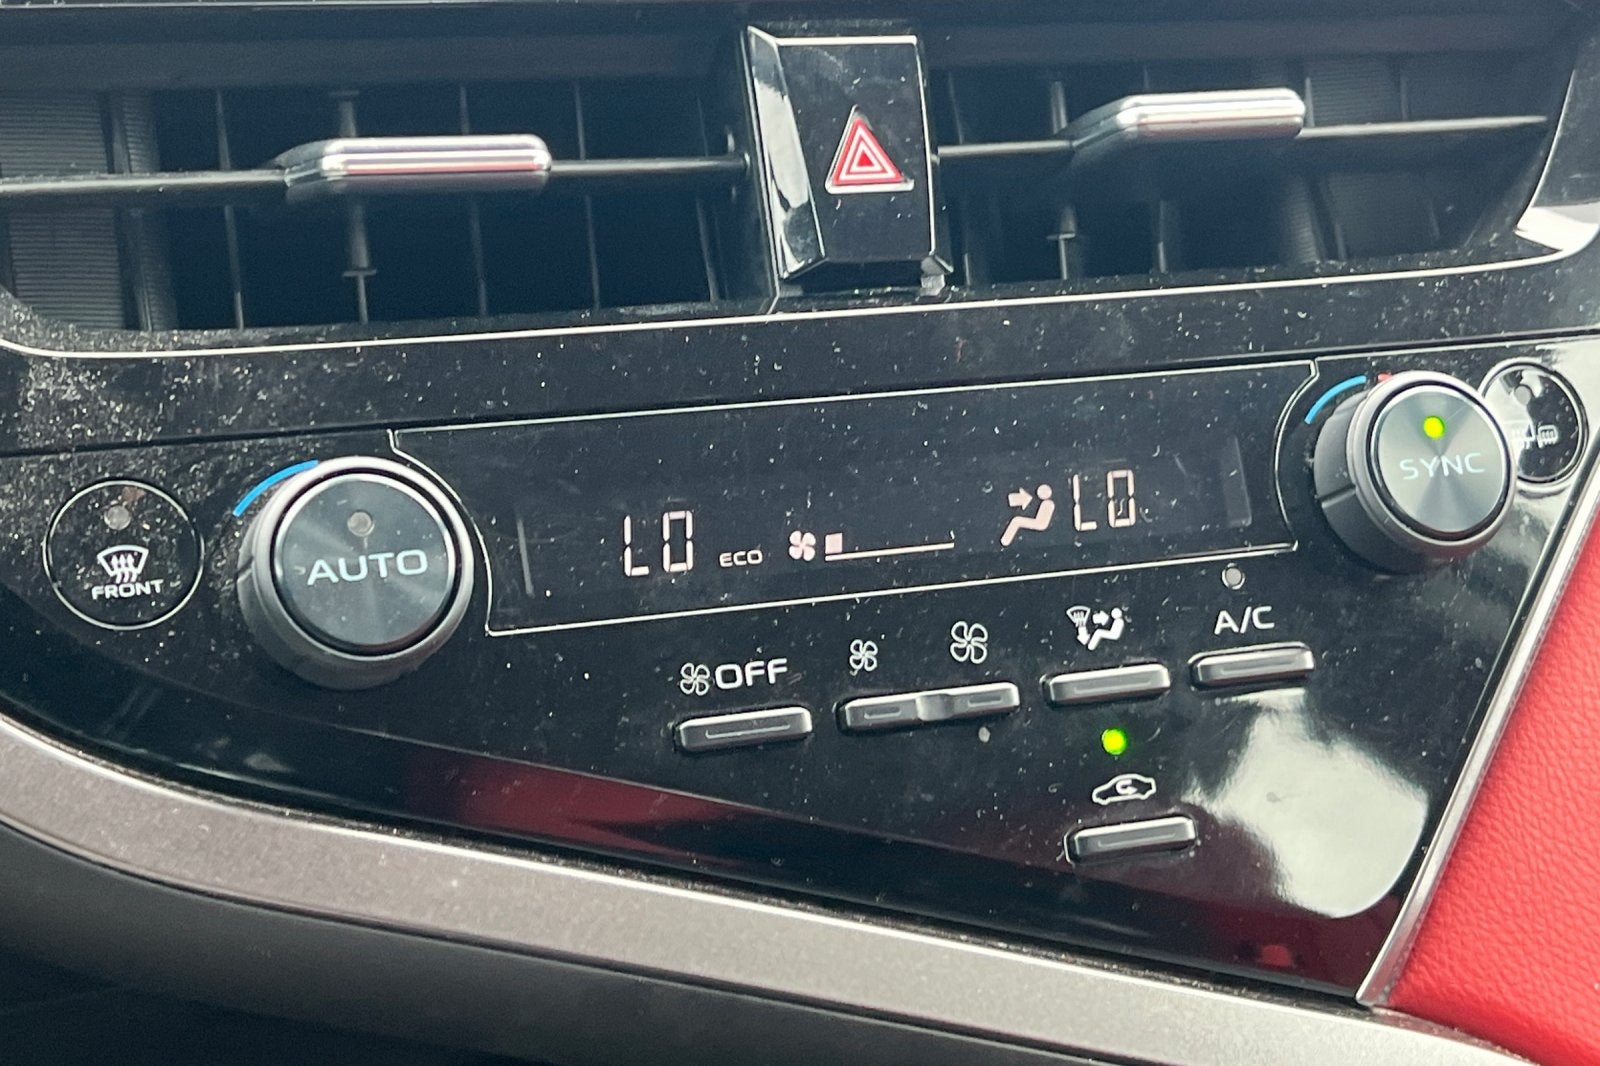 FRONT
AUTO
LO ECO
LO
SYNC
OFF
A/C